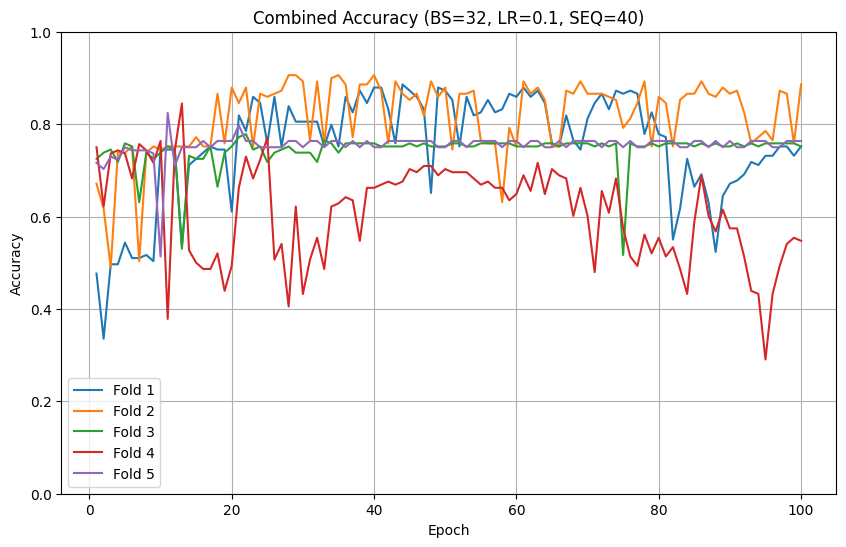 Combined Accuracy (BS=32, LR=0.1, SEQ=40)
1.0
0.8
0.6
0.4
0.2
0.0
Accuracy
Fold 1
Fold 2
Fold 3
Fold 4
Fold 5
0 20 40 60 80 100
Epoch